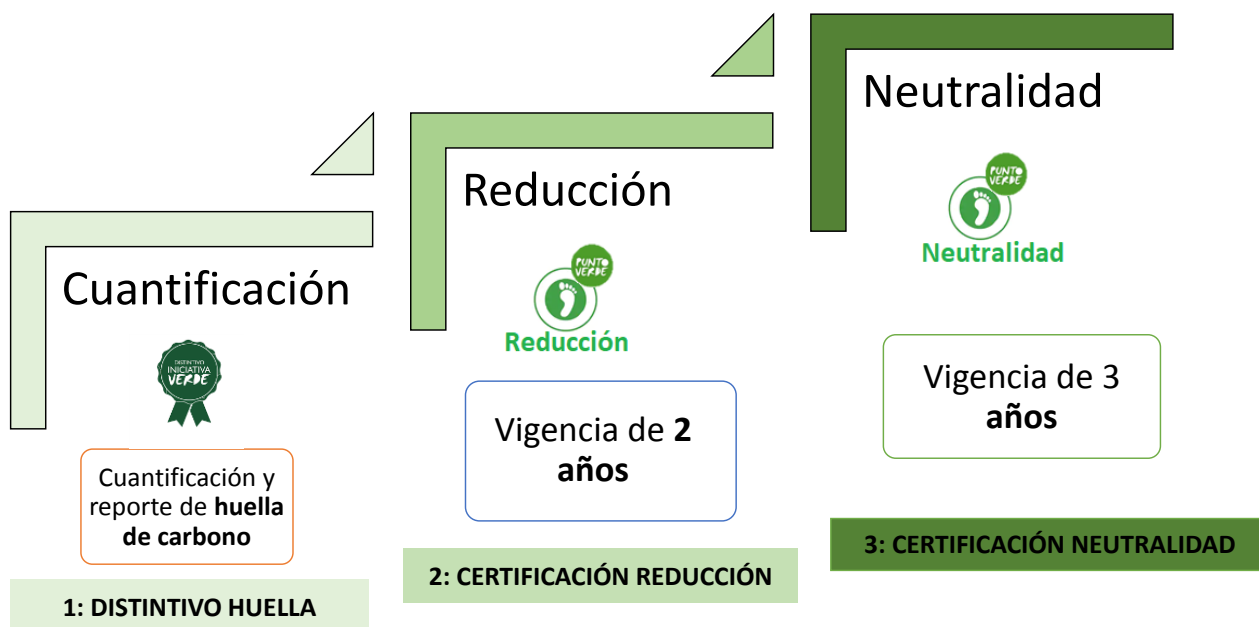 Cuantificación
DISTINTIVO
INICIATIVA
VERDE
Cuantificación y
reporte de huella
de carbono
1: DISTINTIVO HUELLA
Reducción
PUNTO
VERDE
Reducción
Vigencia de 2
años
2: CERTIFICACIÓN REDUCCIÓN
Neutralidad
PUNTO
VERDE
Neutralidad
Vigencia de 3
años
3: CERTIFICACIÓN NEUTRALIDAD